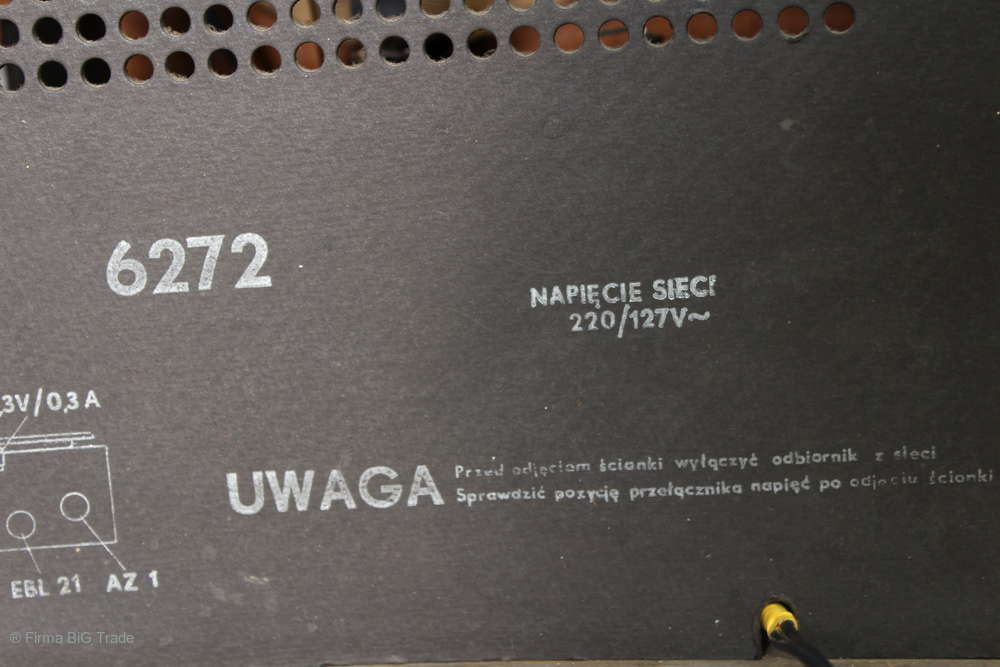 6272
NAPIĘCIE SIECI
220/127V~
,3V/0,3A
UWAGA
Przed odjęciem ścianki wyłączyć odbiornik z sieci
Sprawdzić pozycję przełącznika napięć po odjęciu ścianki
EBL 21 AZ 1
® Firma BiG Trade